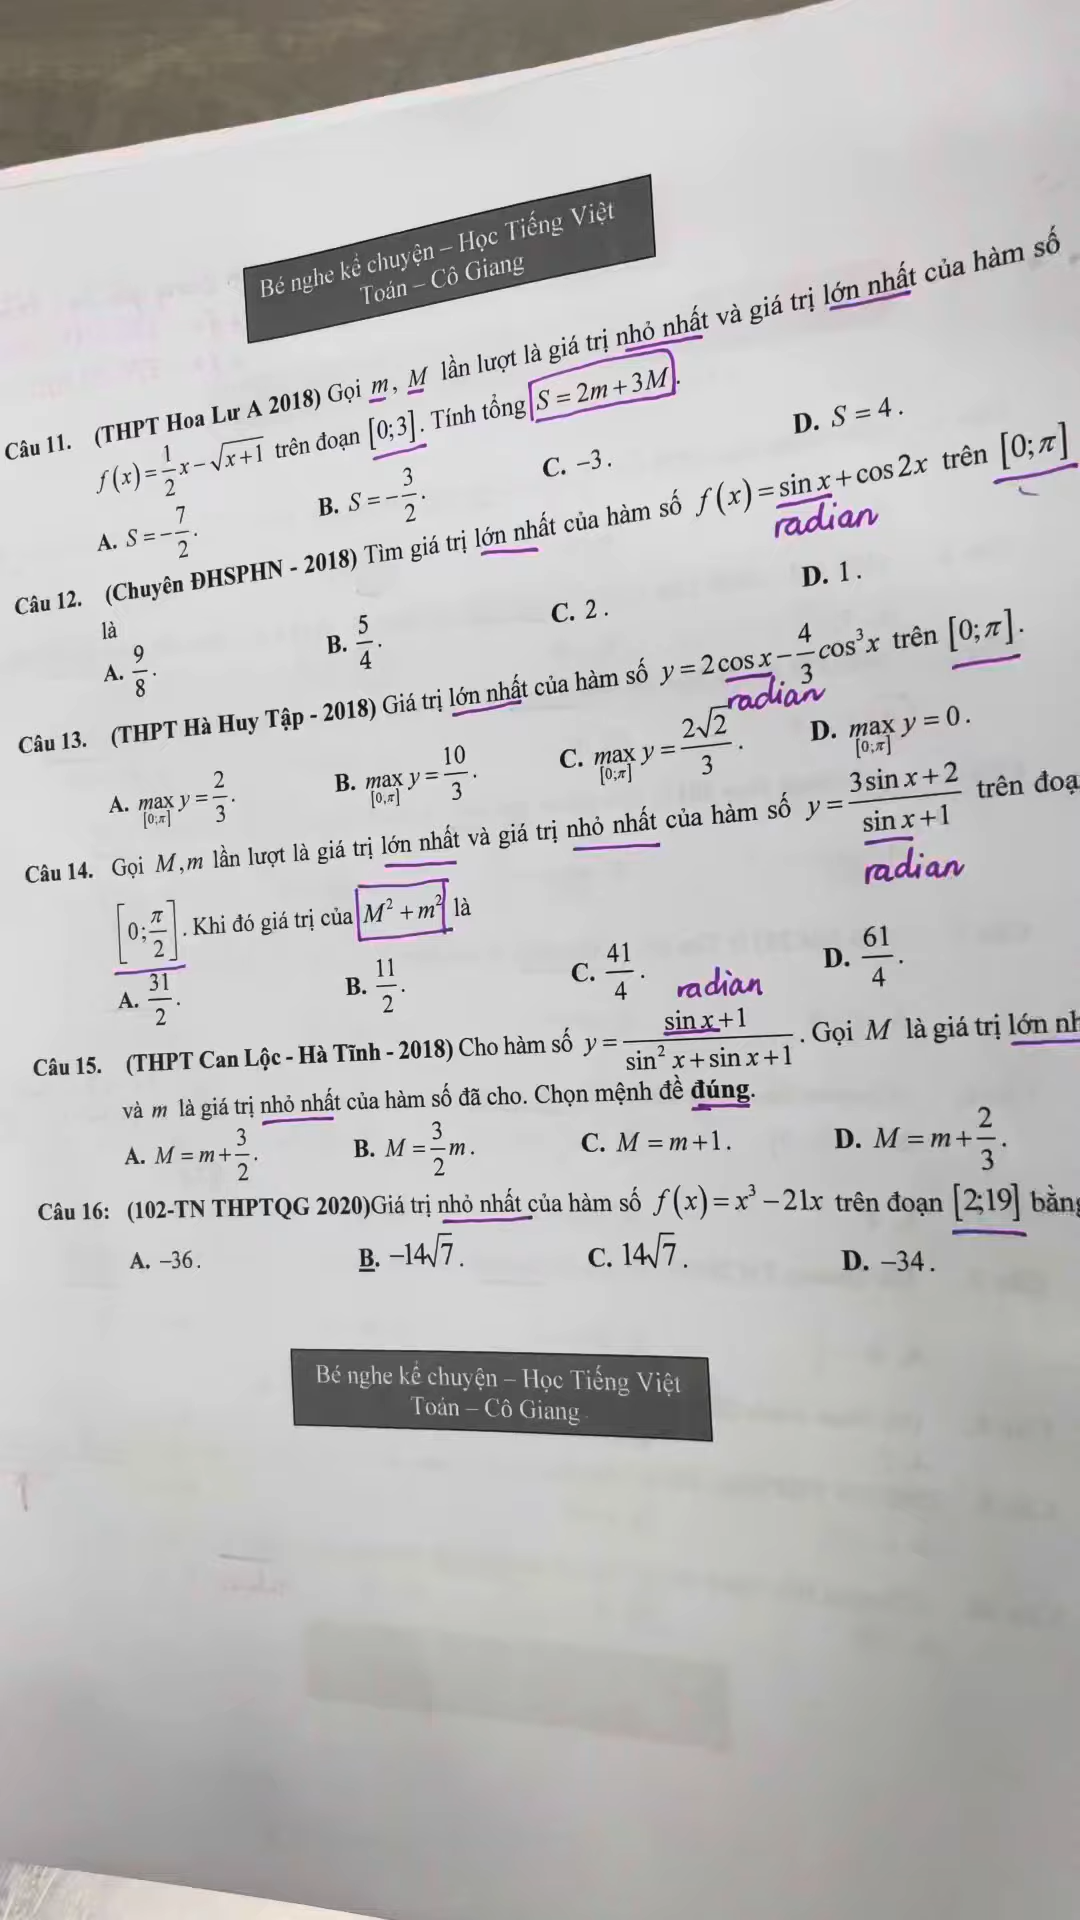 Bé nghe kể chuyện – Học Tiếng Việt
Toán – Cô Giang
Câu 11. (THPT Hoa Lư A 2018) Gọi m, M lần lượt là giá trị nhỏ nhất và giá trị lớn nhất của hàm số
f(x) = 1/2 x − √(x+1) trên đoạn [0;3]. Tính tổng S = 2m + 3M.
A. S = −7/2. B. S = −3/2. C. −3. D. S = 4.
Câu 12. (Chuyên ĐHSPHN - 2018) Tìm giá trị lớn nhất của hàm số f(x) = sin x + cos 2x trên [0;π]
radian
là
A. 9/8. B. 5/4. C. 2. D. 1.
Câu 13. (THPT Hà Huy Tập - 2018) Giá trị lớn nhất của hàm số y = 2cos x − 4/3 cos³x trên [0;π].
radian
A. max y = 2/3. B. max y = 10/3. C. max y = 2√2/3. D. max y = 0.
[0;π] [0;π] [0;π] [0;π]
Câu 14. Gọi M,m lần lượt là giá trị lớn nhất và giá trị nhỏ nhất của hàm số y = (3sin x + 2)/(sin x + 1) trên
radian
[0;π/2]. Khi đó giá trị của M² + m² là
A. 31/2. B. 11/2. C. 41/4. D. 61/4.
radian
Câu 15. (THPT Can Lộc - Hà Tĩnh - 2018) Cho hàm số y = (sin x + 1)/(sin² x + sin x + 1). Gọi M là giá trị lớn
và m là giá trị nhỏ nhất của hàm số đã cho. Chọn mệnh đề đúng.
A. M = m + 3/2. B. M = 3/2 m. C. M = m + 1. D. M = m + 2/3.
Câu 16: (102-TN THPTQG 2020)Giá trị nhỏ nhất của hàm số f(x) = x³ − 21x trên đoạn [2;19] bằng
A. −36. B. −14√7. C. 14√7. D. −34.
Bé nghe kể chuyện – Học Tiếng Việt
Toán – Cô Giang